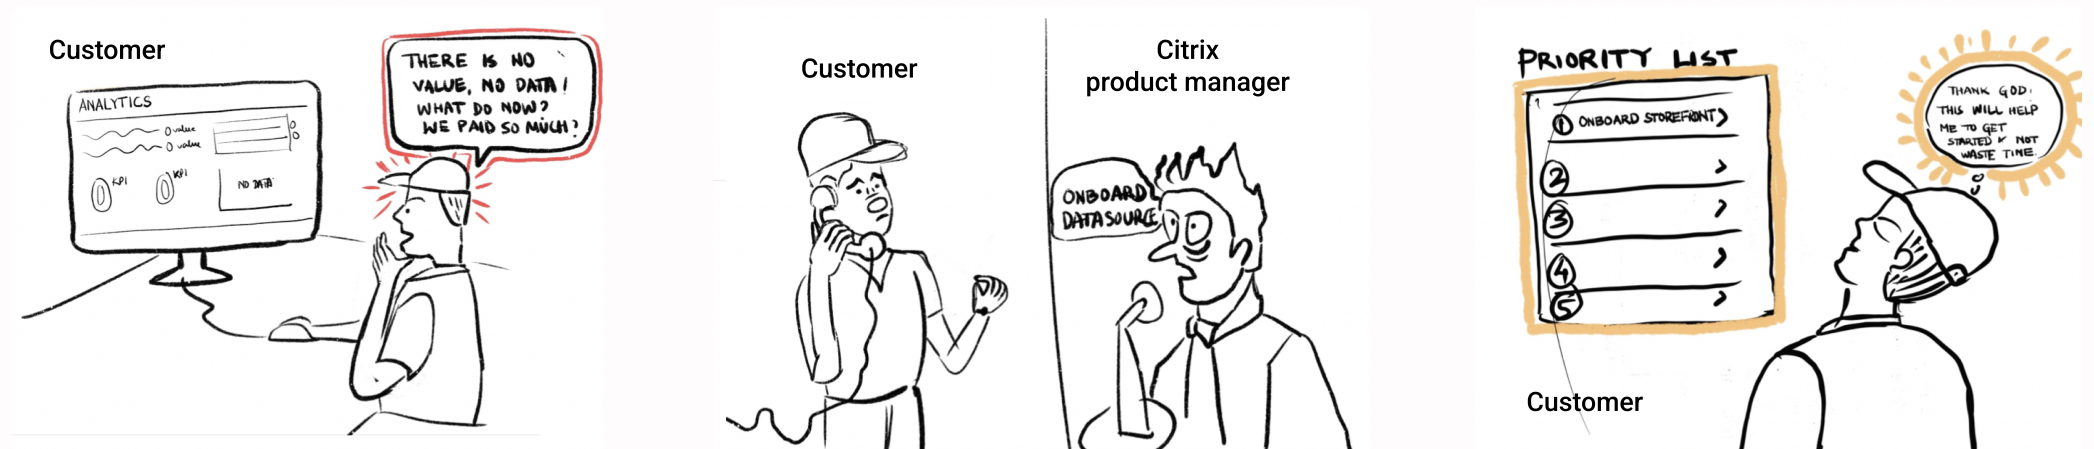 Customer
ANALYTICS
0 value
0 value
0
0
KPI
KPI
NO DATA
THERE IS NO
VALUE, NO DATA!
WHAT DO NOW?
WE PAID SO MUCH?
Customer
Citrix
product manager
ONBOARD
DATASOURCE
PRIORITY LIST
1 ONBOARD STOREFRONT
2
3
4
5
THANK GOD!
THIS WILL HELP
ME TO GET
STARTED & NOT
WASTE TIME.
Customer